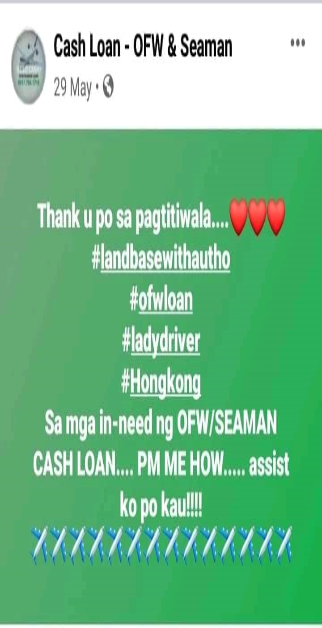 Cash Loan - OFW & Seaman
29 May
Thank u po sa pagtitiwala....❤❤❤
#landbasewithautho
#ofwloan
#ladydriver
#Hongkong
Sa mga in-need ng OFW/SEAMAN
CASH LOAN.... PM ME HOW..... assist
ko po kau!!!!